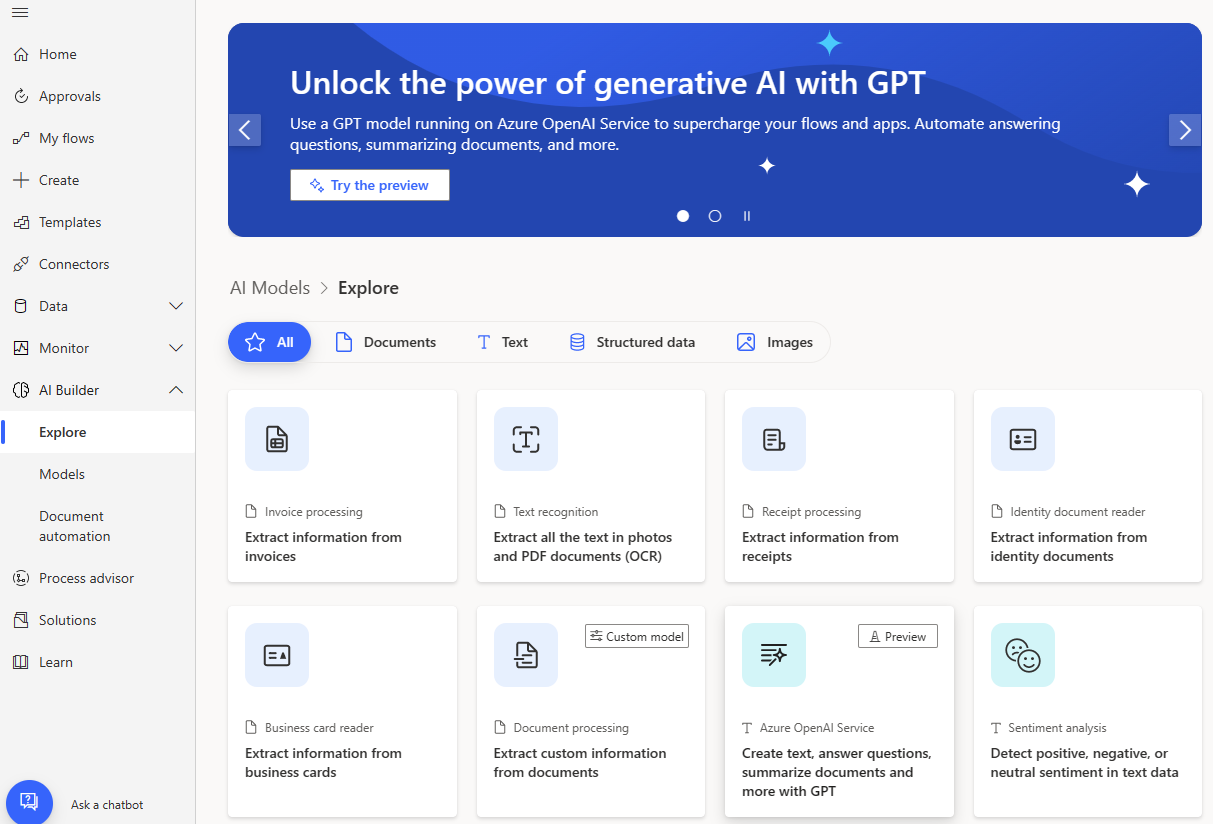 Home
Approvals
My flows
Create
Templates
Connectors
Data
Monitor
AI Builder
Explore
Models
Document
automation
Process advisor
Solutions
Learn
Ask a chatbot
Unlock the power of generative AI with GPT
Use a GPT model running on Azure OpenAI Service to supercharge your flows and apps. Automate answering
questions, summarizing documents, and more.
Try the preview
AI Models > Explore
All
Documents
Text
Structured data
Images
Invoice processing
Extract information from
invoices
Text recognition
Extract all the text in photos
and PDF documents (OCR)
Receipt processing
Extract information from
receipts
Identity document reader
Extract information from
identity documents
Business card reader
Extract information from
business cards
Custom model
Document processing
Extract custom information
from documents
Preview
Azure OpenAI Service
Create text, answer questions,
summarize documents and
more with GPT
Sentiment analysis
Detect positive, negative, or
neutral sentiment in text data